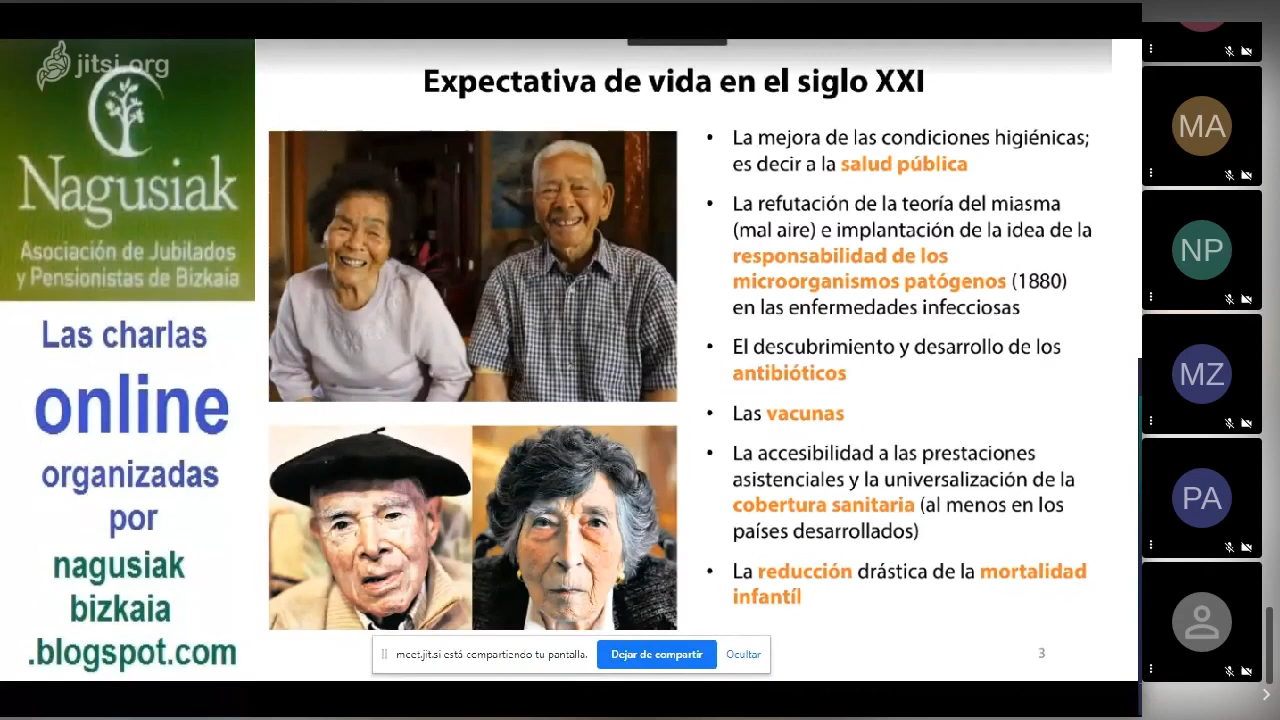 jitsi.org
Nagusiak
Asociación de Jubilados
y Pensionistas de Bizkaia
Las charlas
online
organizadas
por
nagusiak
bizkaia
.blogspot.com
Expectativa de vida en el siglo XXI
• La mejora de las condiciones higiénicas;
es decir a la salud pública
• La refutación de la teoría del miasma
(mal aire) e implantación de la idea de la
responsabilidad de los
microorganismos patógenos (1880)
en las enfermedades infecciosas
• El descubrimiento y desarrollo de los
antibióticos
• Las vacunas
• La accesibilidad a las prestaciones
asistenciales y la universalización de la
cobertura sanitaria (al menos en los
países desarrollados)
• La reducción drástica de la mortalidad
infantíl
meet.jit.si está compartiendo tu pantalla.
Dejar de compartir
Ocultar
3
MA
NP
MZ
PA